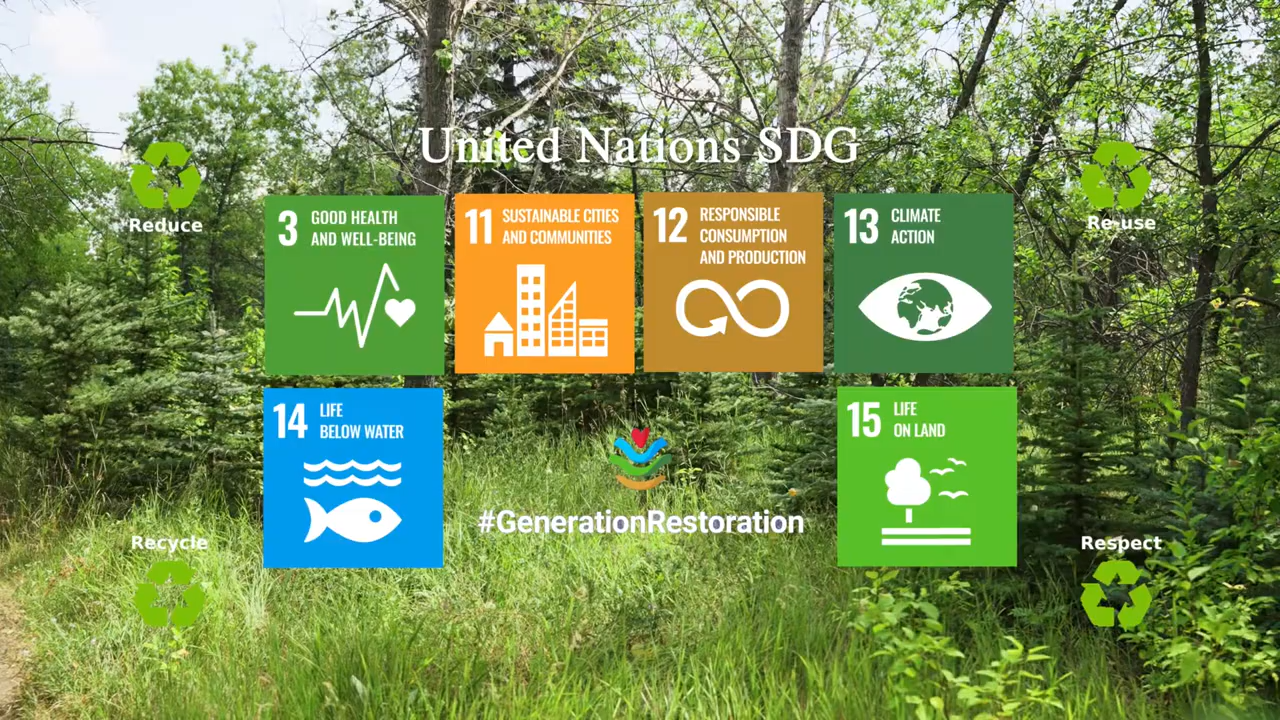 United Nations SDG
Reduce
Re-use
3 GOOD HEALTH
AND WELL-BEING
11 SUSTAINABLE CITIES
AND COMMUNITIES
12 RESPONSIBLE
CONSUMPTION
AND PRODUCTION
13 CLIMATE
ACTION
14 LIFE
BELOW WATER
15 LIFE
ON LAND
#GenerationRestoration
Recycle
Respect